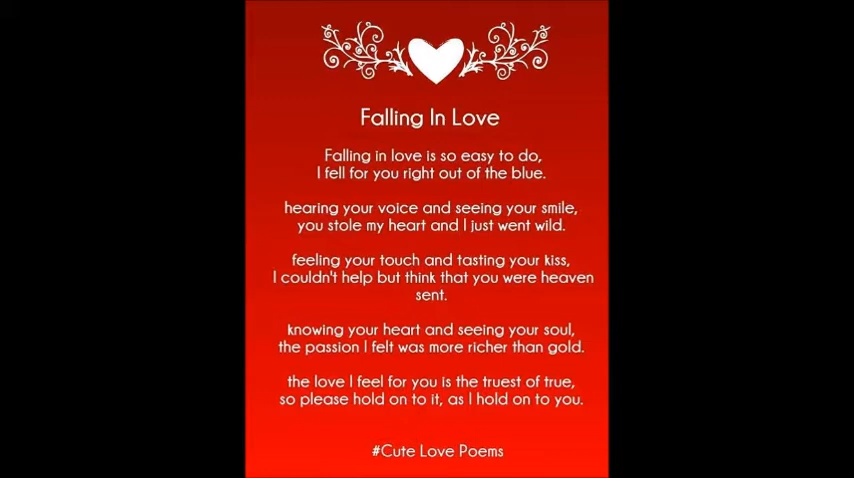 Falling In Love
Falling in love is so easy to do,
I fell for you right out of the blue.
hearing your voice and seeing your smile,
you stole my heart and I just went wild.
feeling your touch and tasting your kiss,
I couldn't help but think that you were heaven
sent.
knowing your heart and seeing your soul,
the passion I felt was more richer than gold.
the love I feel for you is the truest of true,
so please hold on to it, as I hold on to you.
#Cute Love Poems